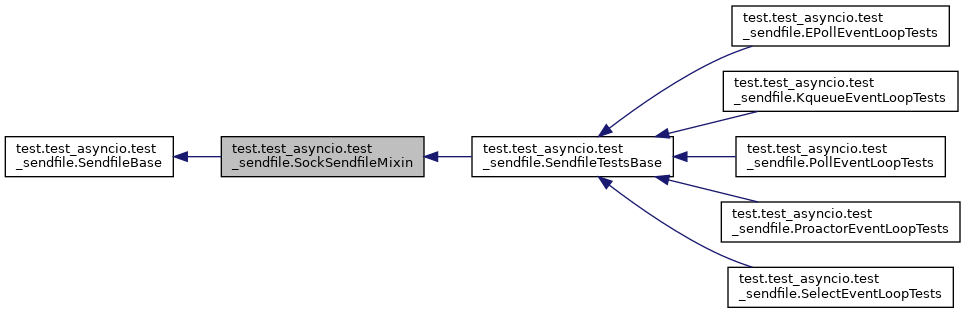 test.test_asyncio.test
_sendfile.EPollEventLoopTests
test.test_asyncio.test
_sendfile.KqueueEventLoopTests
test.test_asyncio.test
_sendfile.SendfileBase
test.test_asyncio.test
_sendfile.SockSendfileMixin
test.test_asyncio.test
_sendfile.SendfileTestsBase
test.test_asyncio.test
_sendfile.PollEventLoopTests
test.test_asyncio.test
_sendfile.ProactorEventLoopTests
test.test_asyncio.test
_sendfile.SelectEventLoopTests